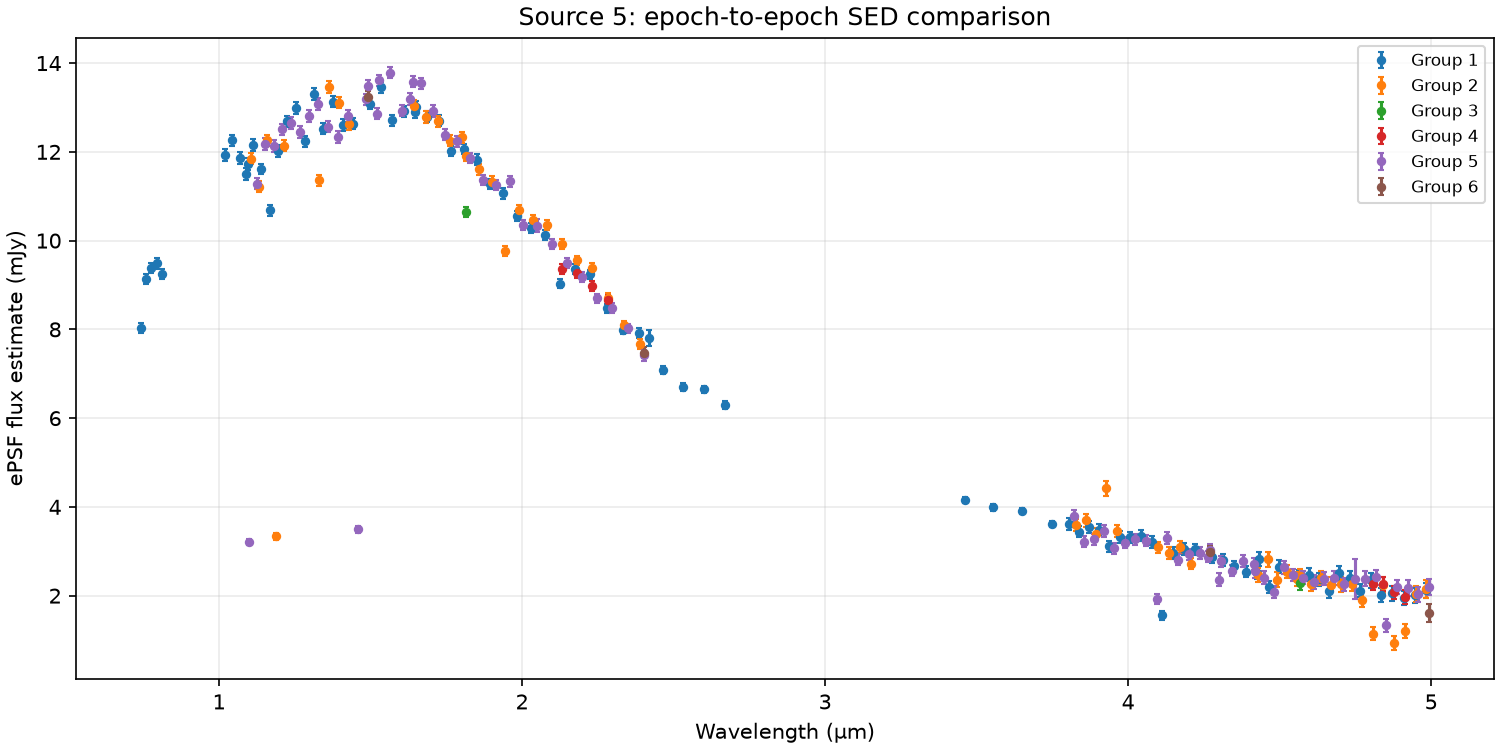 Source 5: epoch-to-epoch SED comparison
ePSF flux estimate (mJy)
14
12
10
8
6
4
2
Group 1
Group 2
Group 3
Group 4
Group 5
Group 6
1 2 3 4 5
Wavelength (μm)